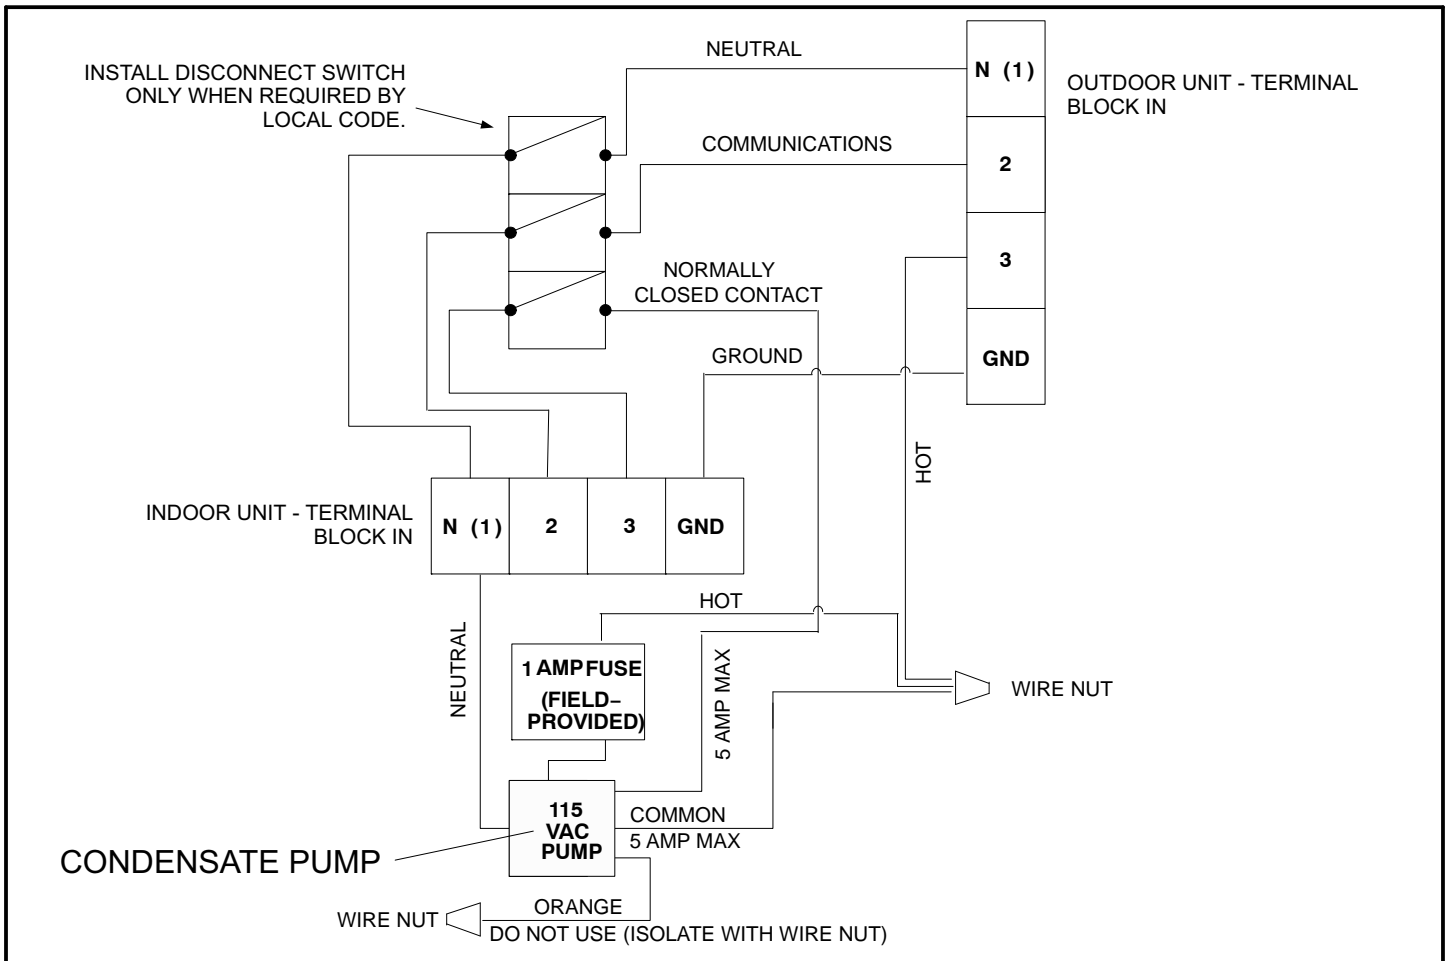 NEUTRAL
INSTALL DISCONNECT SWITCH
ONLY WHEN REQUIRED BY
LOCAL CODE.
N (1)
OUTDOOR UNIT - TERMINAL
BLOCK IN
COMMUNICATIONS
2
3
NORMALLY
CLOSED CONTACT
GROUND
GND
HOT
INDOOR UNIT - TERMINAL
BLOCK IN
N (1)
2
3
GND
HOT
NEUTRAL
1 AMP FUSE
(FIELD–
PROVIDED)
5 AMP MAX
WIRE NUT
115
VAC
PUMP
COMMON
5 AMP MAX
CONDENSATE PUMP
WIRE NUT
ORANGE
DO NOT USE (ISOLATE WITH WIRE NUT)